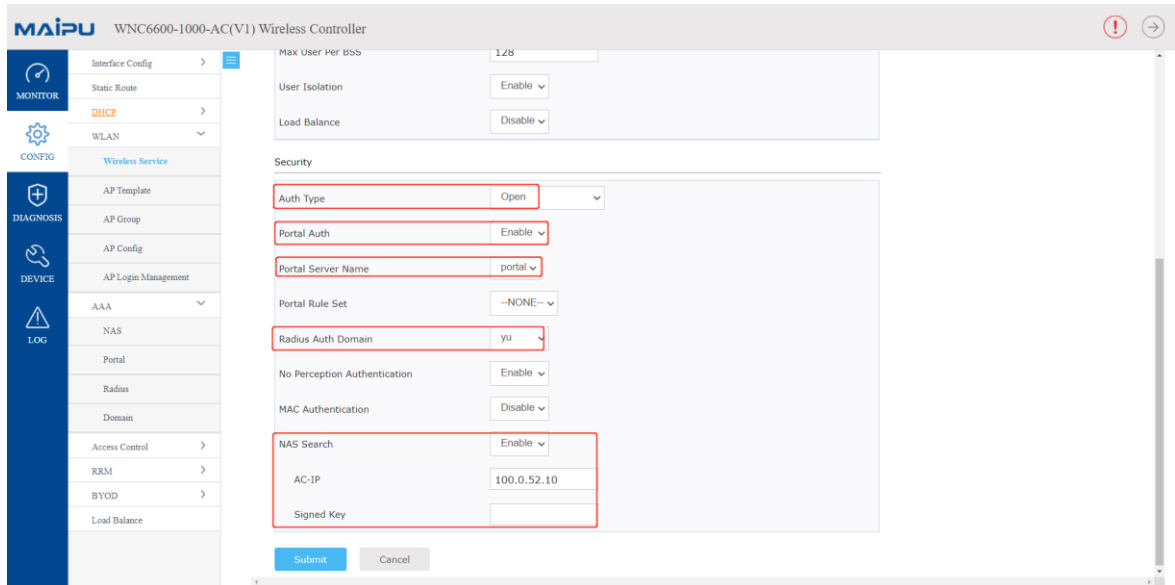 MAIPU WNC6600-1000-AC(V1) Wireless Controller
MONITOR
CONFIG
DIAGNOSIS
DEVICE
LOG
Interface Config
Static Route
DHCP
WLAN
Wireless Service
AP Template
AP Group
AP Config
AP Login Management
AAA
NAS
Portal
Radius
Domain
Access Control
RRM
BYOD
Load Balance
Max User Per BSS 128
User Isolation Enable
Load Balance Disable
Security
Auth Type Open
Portal Auth Enable
Portal Server Name portal
Portal Rule Set --NONE--
Radius Auth Domain yu
No Perception Authentication Enable
MAC Authentication Disable
NAS Search Enable
AC-IP 100.0.52.10
Signed Key
Submit Cancel